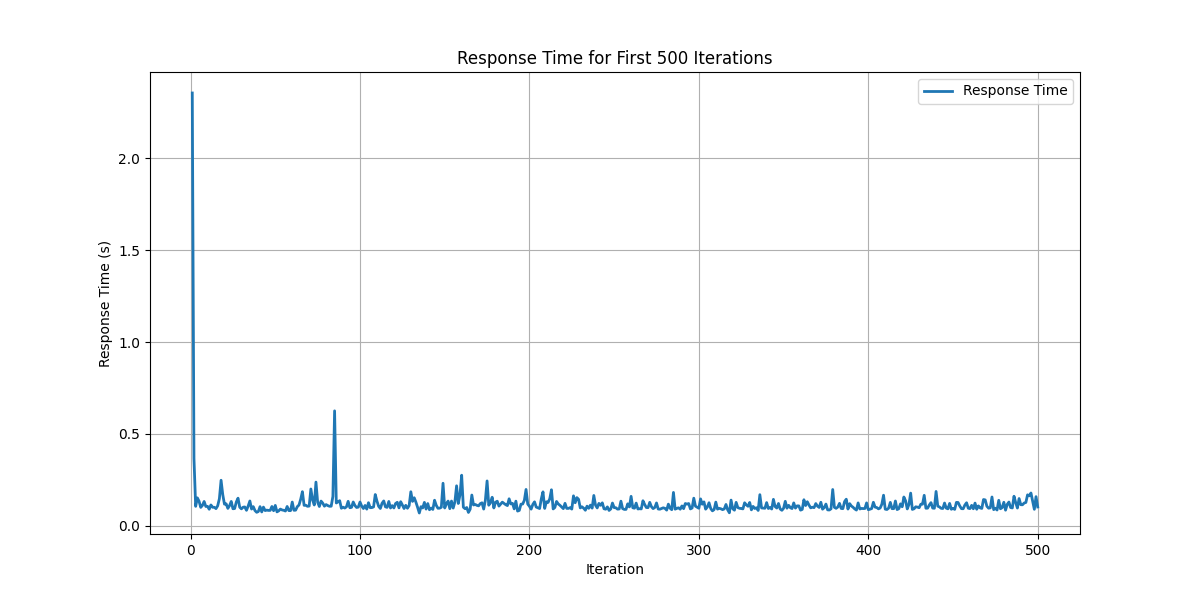 Response Time for First 500 Iterations
Response Time
Response Time (s)
2.0
1.5
1.0
0.5
0.0
0 100 200 300 400 500
Iteration